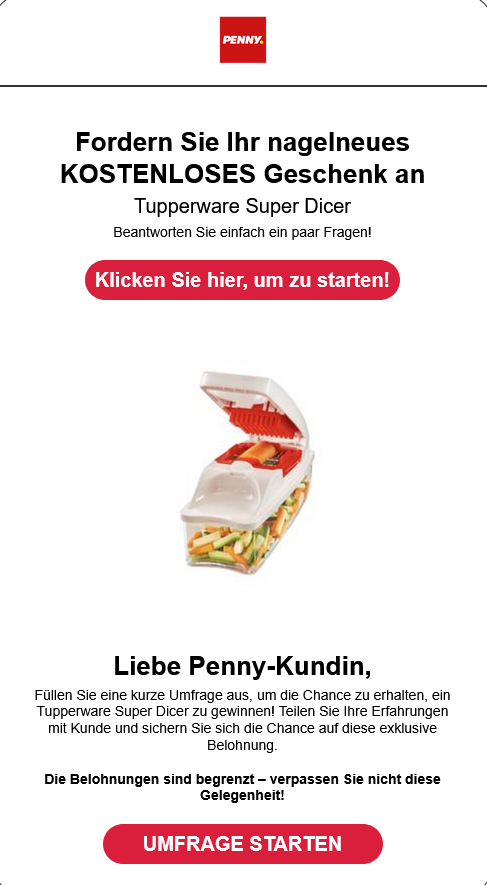 PENNY.
Fordern Sie Ihr nagelneues
KOSTENLOSES Geschenk an
Tupperware Super Dicer
Beantworten Sie einfach ein paar Fragen!
Klicken Sie hier, um zu starten!
Liebe Penny-Kundin,
Füllen Sie eine kurze Umfrage aus, um die Chance zu erhalten, ein
Tupperware Super Dicer zu gewinnen! Teilen Sie Ihre Erfahrungen
mit Kunde und sichern Sie sich die Chance auf diese exklusive
Belohnung.
Die Belohnungen sind begrenzt – verpassen Sie nicht diese
Gelegenheit!
UMFRAGE STARTEN